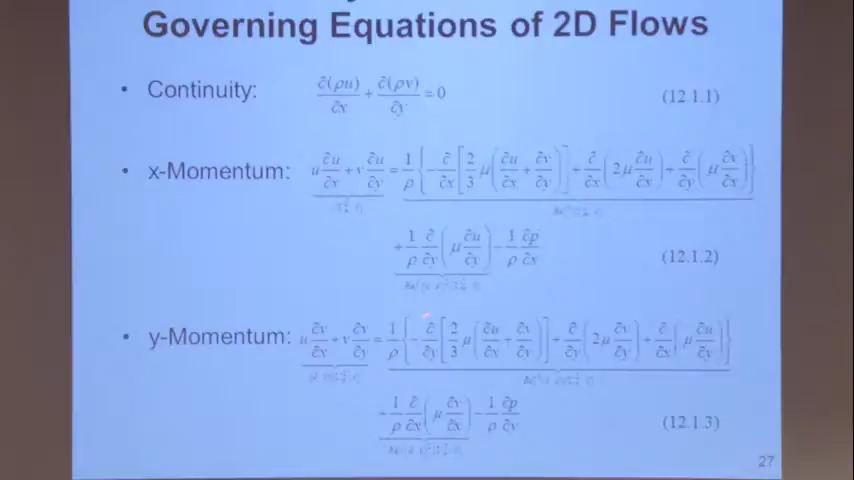 Governing Equations of 2D Flows
• Continuity: ∂(ρu)/∂x + ∂(ρv)/∂y = 0 (12.1.1)
• x-Momentum: u ∂u/∂x + v ∂u/∂y = 1/ρ { −∂/∂x [ 2/3 μ ( ∂u/∂x + ∂v/∂y ) ] + ∂/∂x ( 2μ ∂u/∂x ) + ∂/∂y ( μ ∂v/∂x ) }
+ 1/ρ ∂/∂y ( μ ∂u/∂y ) − 1/ρ ∂p/∂x (12.1.2)
• y-Momentum: u ∂v/∂x + v ∂v/∂y = 1/ρ { −∂/∂y [ 2/3 μ ( ∂u/∂x + ∂v/∂y ) ] + ∂/∂y ( 2μ ∂v/∂y ) + ∂/∂x ( μ ∂u/∂y ) }
1/ρ ∂/∂x ( μ ∂v/∂x ) − 1/ρ ∂p/∂y (12.1.3)
27